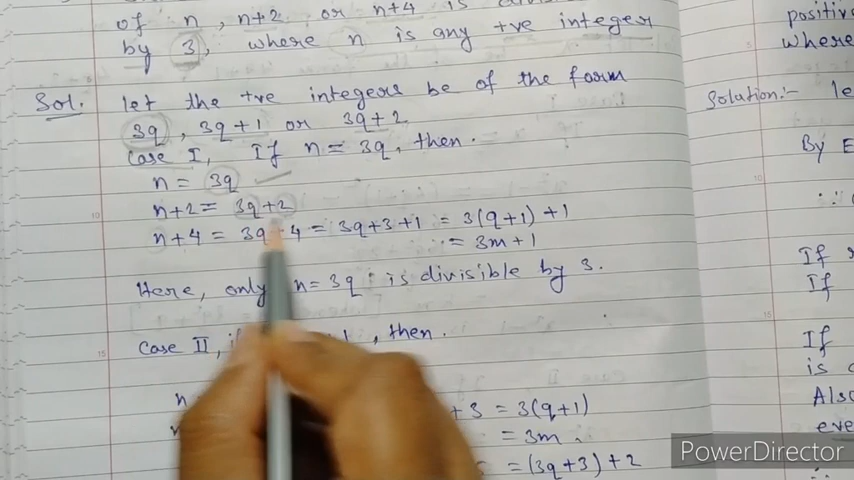 of n, n+2 or n+4 is
by 3, where n is any +ve integer
Sol. let the +ve integers be of the form
3q, 3q+1 or 3q+2
Case I, If n = 3q, then.
n = 3q
n+2 = 3q+2
n+4 = 3q+4 = 3q+3+1 = 3(q+1)+1
= 3m+1
Here, only n=3q is divisible by 3.
Case II, then.
+3 = 3(q+1)
= 3m.
= (3q+3)+2
where
Solution:-
By
If
If
If
is
PowerDirector